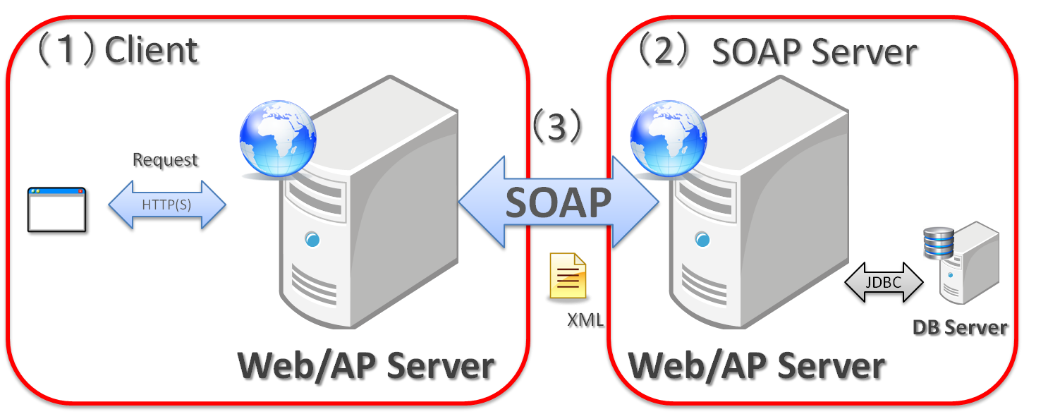 （1）Client
（2） SOAP Server
（3）
Request
HTTP(S)
SOAP
XML
JDBC
DB Server
Web/AP Server
Web/AP Server